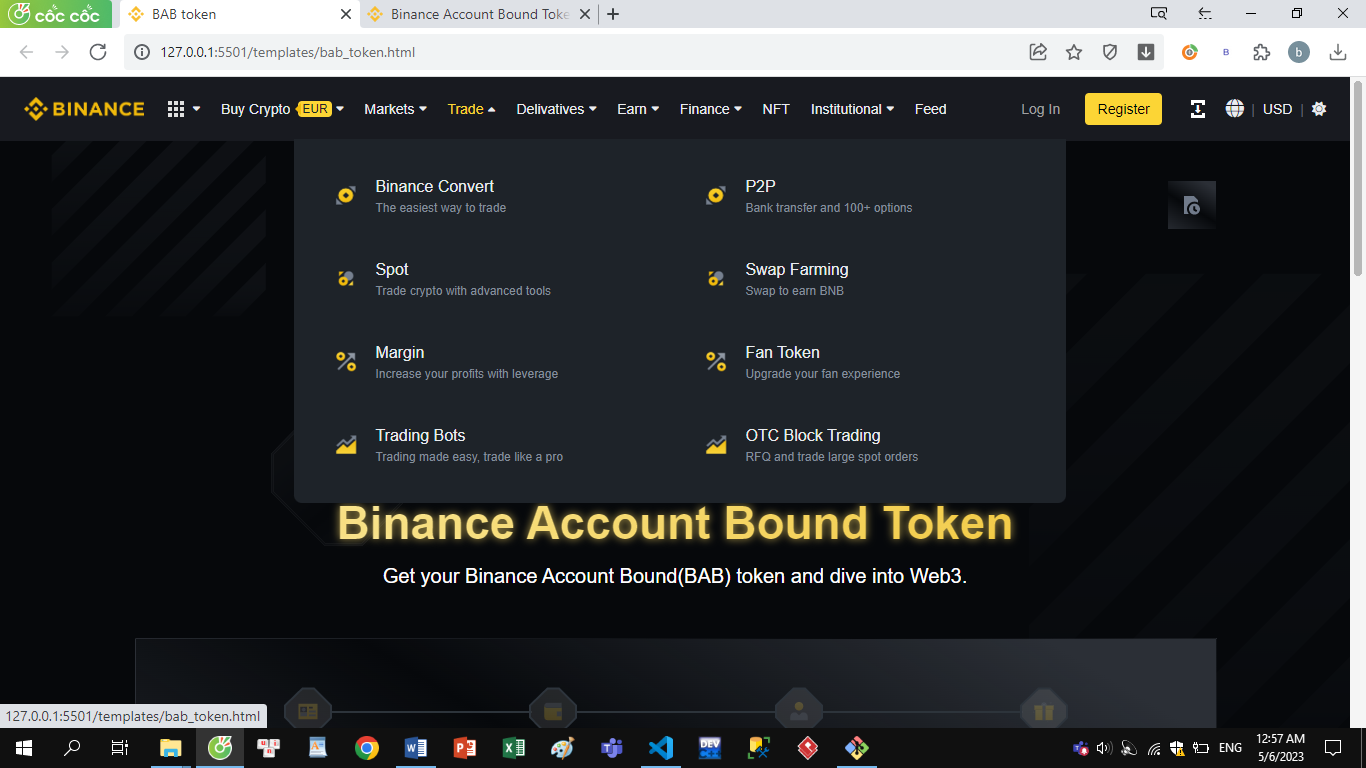 cốc cốc
BAB token
Binance Account Bound Toke
127.0.0.1:5501/templates/bab_token.html
b
BINANCE
Buy Crypto EUR
Markets
Trade
Delivatives
Earn
Finance
NFT
Institutional
Feed
Log In
Register
USD
Binance Convert
The easiest way to trade
P2P
Bank transfer and 100+ options
Spot
Trade crypto with advanced tools
Swap Farming
Swap to earn BNB
Margin
Increase your profits with leverage
Fan Token
Upgrade your fan experience
Trading Bots
Trading made easy, trade like a pro
OTC Block Trading
RFQ and trade large spot orders
Binance Account Bound Token
Get your Binance Account Bound(BAB) token and dive into Web3.
127.0.0.1:5501/templates/bab_token.html
DEV
ENG
12:57 AM
5/6/2023